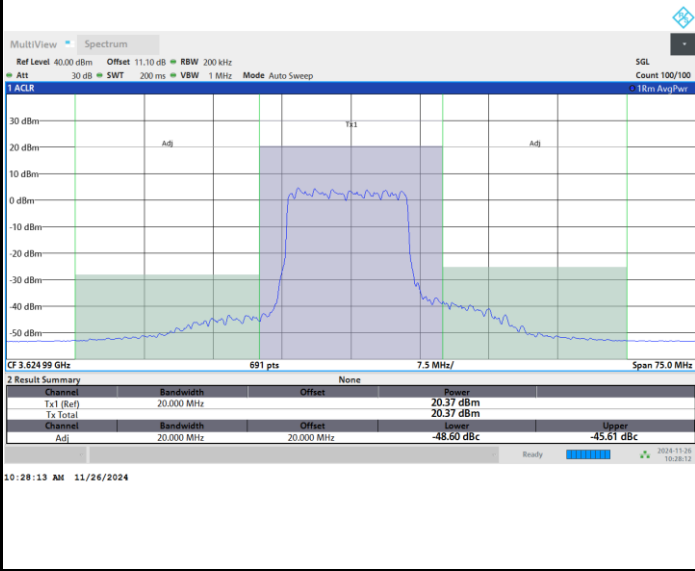 MultiView Spectrum
Ref Level 40.00 dBm Offset 11.10 dB RBW 200 kHz SGL
Att 30 dB SWT 200 ms VBW 1 MHz Mode Auto Sweep Count 100/100
1 ACLR 1Rm AvgPwr
30 dBm
Tx1
20 dBm Adj Adj
10 dBm
0 dBm
-10 dBm
-20 dBm
-30 dBm
-40 dBm
-50 dBm
CF 3.624 99 GHz 691 pts 7.5 MHz/ Span 75.0 MHz
2 Result Summary None
Channel Bandwidth Offset Power
Tx1 (Ref) 20.000 MHz 20.37 dBm
Tx Total 20.37 dBm
Channel Bandwidth Offset Lower Upper
Adj 20.000 MHz 20.000 MHz -48.60 dBc -45.61 dBc
Ready 2024-11-26
10:28:12
10:28:13 AM 11/26/2024